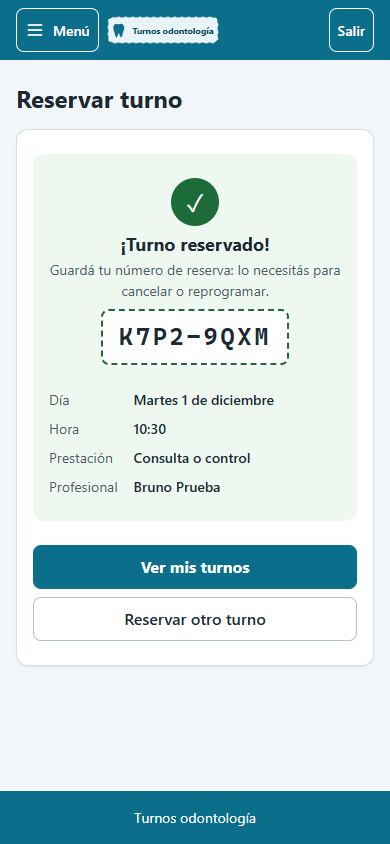 Menú
Turnos odontología
Salir
Reservar turno
¡Turno reservado!
Guardá tu número de reserva: lo necesitás para
cancelar o reprogramar.
K7P2-9QXM
Día Martes 1 de diciembre
Hora 10:30
Prestación Consulta o control
Profesional Bruno Prueba
Ver mis turnos
Reservar otro turno
Turnos odontología